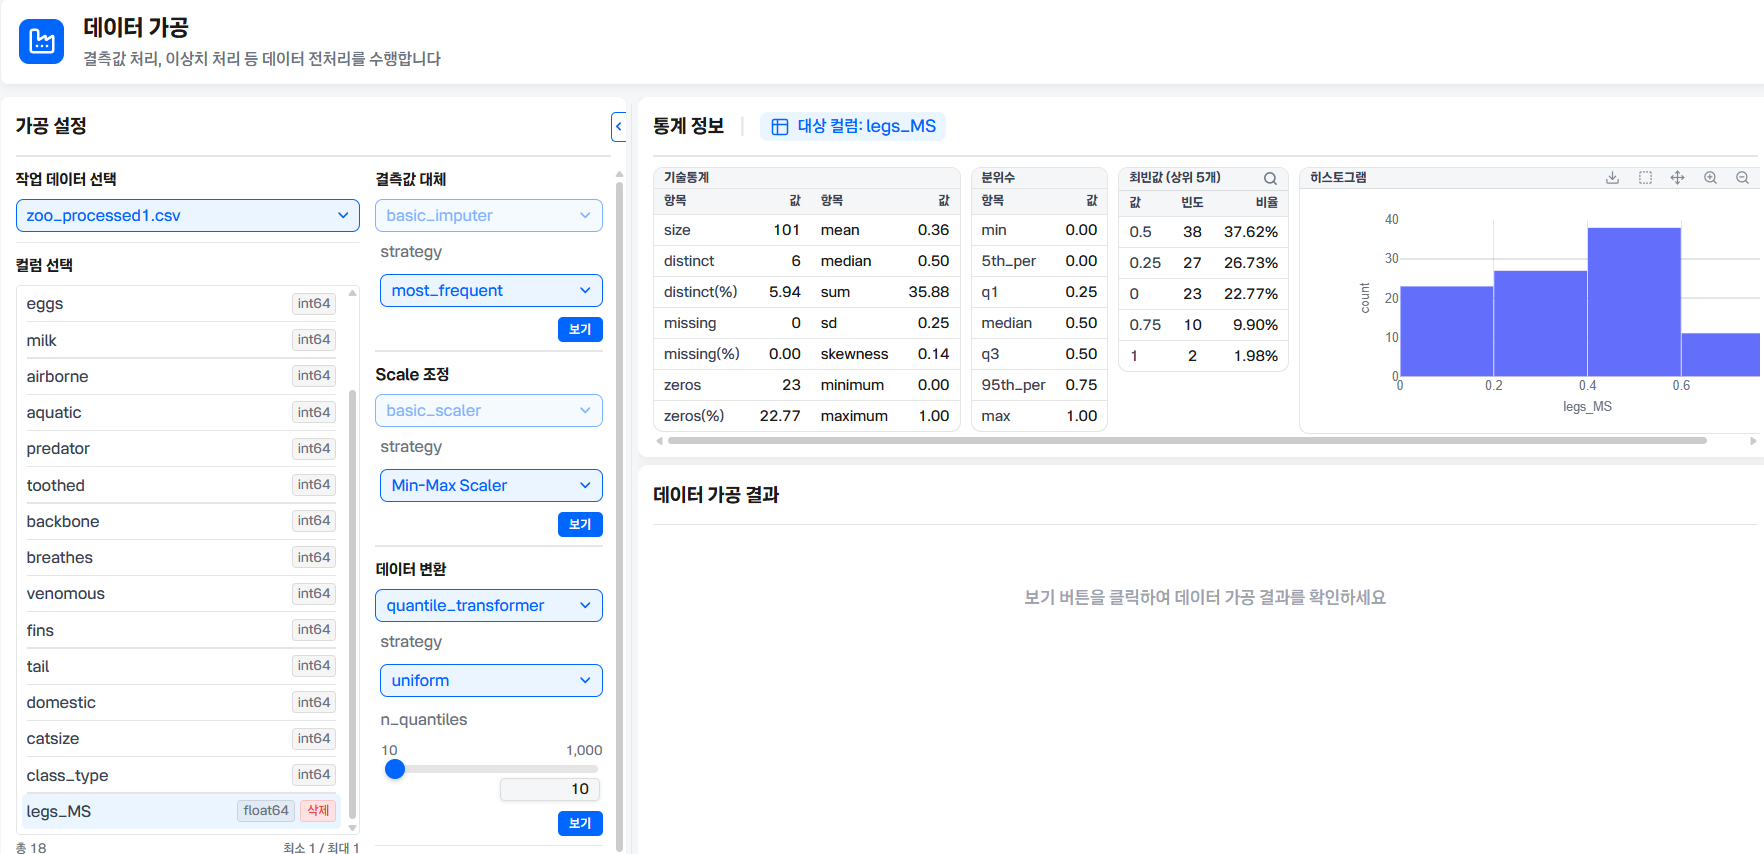 데이터 가공
결측값 처리, 이상치 처리 등 데이터 전처리를 수행합니다
가공 설정
작업 데이터 선택
zoo_processed1.csv
컬럼 선택
eggs int64
milk int64
airborne int64
aquatic int64
predator int64
toothed int64
backbone int64
breathes int64
venomous int64
fins int64
tail int64
domestic int64
catsize int64
class_type int64
legs_MS float64 삭제
총 18 최소 1 / 최대 1
결측값 대체
basic_imputer
strategy
most_frequent
보기
Scale 조정
basic_scaler
strategy
Min-Max Scaler
보기
데이터 변환
quantile_transformer
strategy
uniform
n_quantiles
10 1,000
10
보기
통계 정보
대상 컬럼: legs_MS
기술통계
항목 값 항목 값
size 101 mean 0.36
distinct 6 median 0.50
distinct(%) 5.94 sum 35.88
missing 0 sd 0.25
missing(%) 0.00 skewness 0.14
zeros 23 minimum 0.00
zeros(%) 22.77 maximum 1.00
분위수
항목 값
min 0.00
5th_per 0.00
q1 0.25
median 0.50
q3 0.50
95th_per 0.75
max 1.00
최빈값 (상위 5개)
값 빈도 비율
0.5 38 37.62%
0.25 27 26.73%
0 23 22.77%
0.75 10 9.90%
1 2 1.98%
히스토그램
40
30
20
10
0
count
0 0.2 0.4 0.6
legs_MS
데이터 가공 결과
보기 버튼을 클릭하여 데이터 가공 결과를 확인하세요